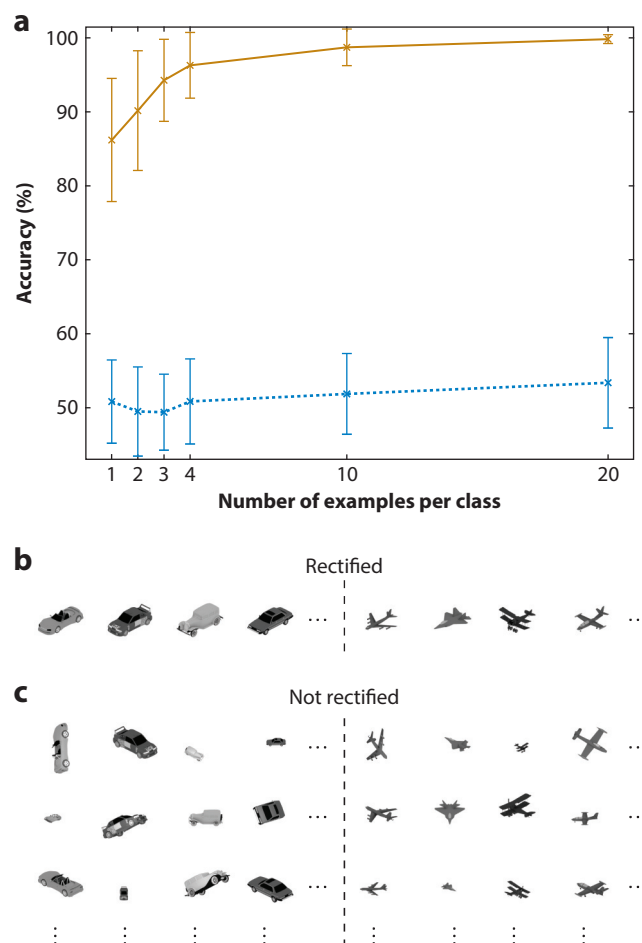 a
100
90
80
70
60
50
Accuracy (%)
1 2 3 4 10 20
Number of examples per class
b
Rectified
... ...
c
Not rectified
... ...
... ...
... ...